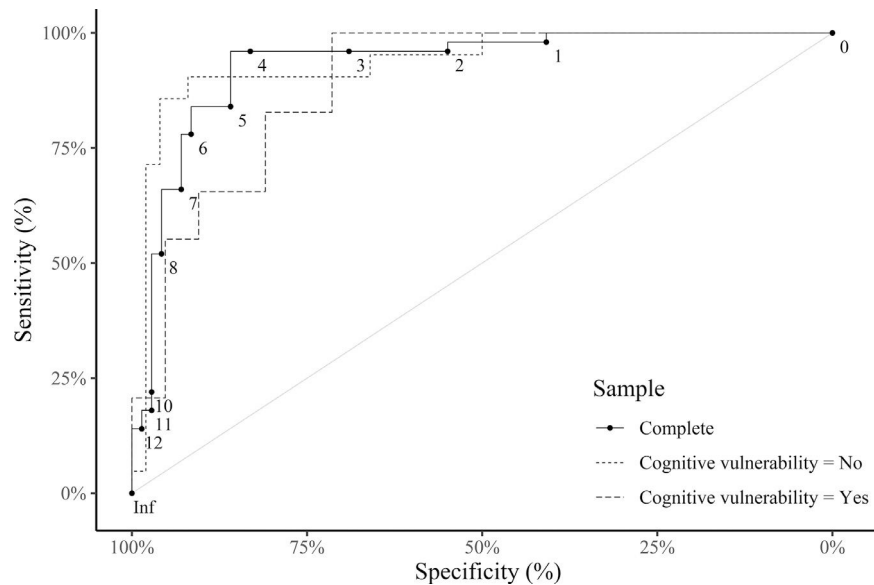 100%
75%
50%
25%
0%
Sensitivity (%)
4
3
2
1
0
5
6
7
8
10
11
12
Inf
Sample
Complete
Cognitive vulnerability = No
Cognitive vulnerability = Yes
100% 75% 50% 25% 0%
Specificity (%)